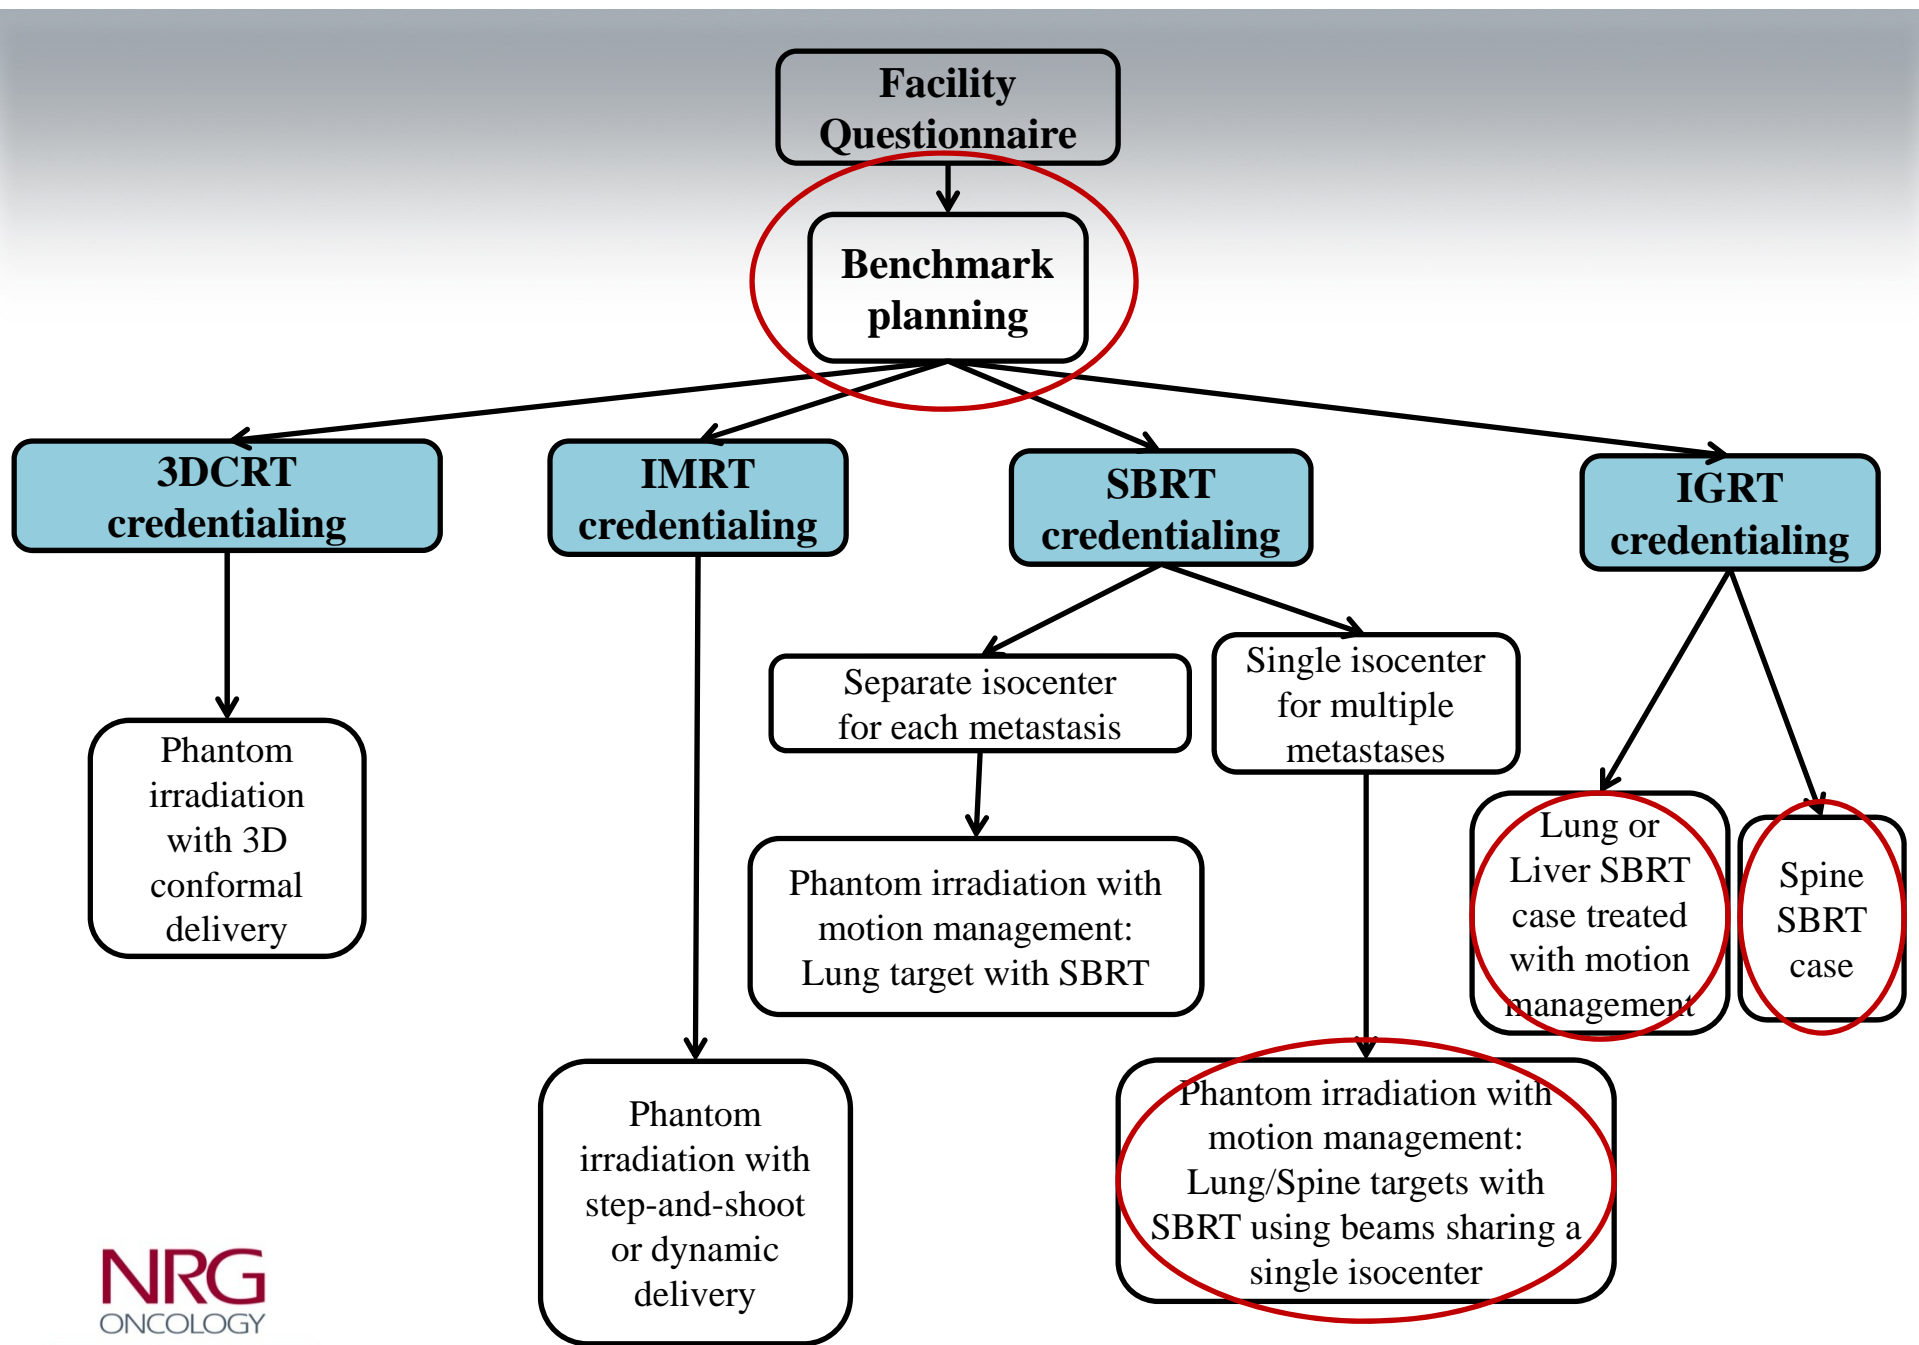 Facility
Questionnaire
Benchmark
planning
3DCRT
credentialing
IMRT
credentialing
SBRT
credentialing
IGRT
credentialing
Separate isocenter
for each metastasis
Single isocenter
for multiple
metastases
Phantom
irradiation
with 3D
conformal
delivery
Phantom irradiation with
motion management:
Lung target with SBRT
Lung or
Liver SBRT
case treated
with motion
management
Spine
SBRT
case
Phantom
irradiation with
step-and-shoot
or dynamic
delivery
Phantom irradiation with
motion management:
Lung/Spine targets with
SBRT using beams sharing a
single isocenter
NRG
ONCOLOGY